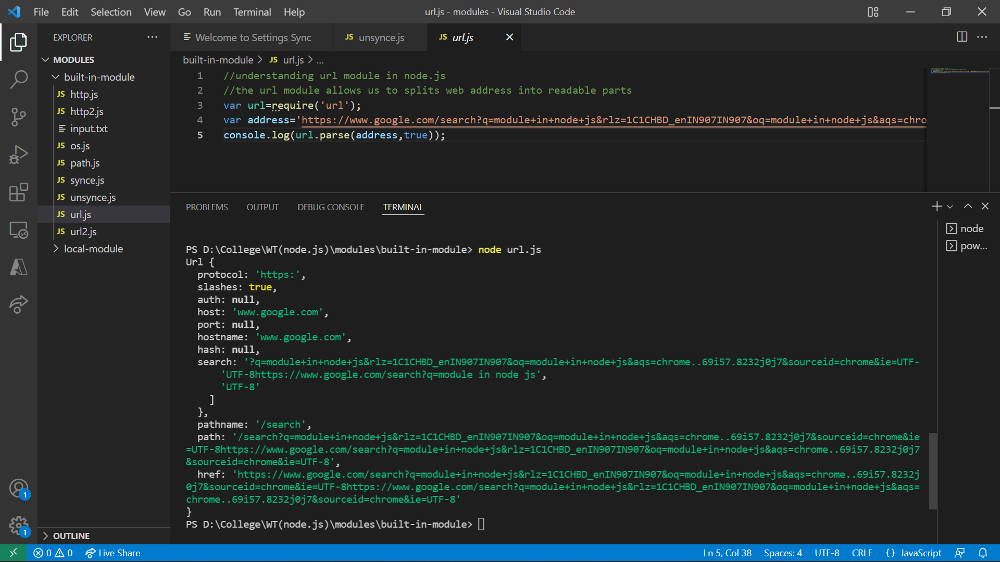 File Edit Selection View Go Run Terminal Help
url.js - modules - Visual Studio Code
EXPLORER
MODULES
built-in-module
JS http.js
JS http2.js
input.txt
JS os.js
JS path.js
JS synce.js
JS unsynce.js
JS url.js
JS url2.js
local-module
OUTLINE
Welcome to Settings Sync JS unsynce.js JS url.js
built-in-module > JS url.js > ...
1 //understanding url module in node.js
2 //the url module allows us to splits web address into readable parts
3 var url=require('url');
4 var address='https://www.google.com/search?q=module+in+node+js&rlz=1C1CHBD_enIN907IN907&oq=module+in+node+js&aqs=chro
5 console.log(url.parse(address,true));
PROBLEMS OUTPUT DEBUG CONSOLE TERMINAL
node
pow...
PS D:\College\WT(node.js)\modules\built-in-module> node url.js
Url {
protocol: 'https:',
slashes: true,
auth: null,
host: 'www.google.com',
port: null,
hostname: 'www.google.com',
hash: null,
search: '?q=module+in+node+js&rlz=1C1CHBD_enIN907IN907&oq=module+in+node+js&aqs=chrome..69i57.8232j0j7&sourceid=chrome&ie=UTF-
'UTF-8https://www.google.com/search?q=module in node js',
'UTF-8'
]
},
pathname: '/search',
path: '/search?q=module+in+node+js&rlz=1C1CHBD_enIN907IN907&oq=module+in+node+js&aqs=chrome..69i57.8232j0j7&sourceid=chrome&ie
=UTF-8https://www.google.com/search?q=module+in+node+js&rlz=1C1CHBD_enIN907IN907&oq=module+in+node+js&aqs=chrome..69i57.8232j0j7
&sourceid=chrome&ie=UTF-8',
href: 'https://www.google.com/search?q=module+in+node+js&rlz=1C1CHBD_enIN907IN907&oq=module+in+node+js&aqs=chrome..69i57.8232j
0j7&sourceid=chrome&ie=UTF-8https://www.google.com/search?q=module+in+node+js&rlz=1C1CHBD_enIN907IN907&oq=module+in+node+js&aqs=
chrome..69i57.8232j0j7&sourceid=chrome&ie=UTF-8'
}
PS D:\College\WT(node.js)\modules\built-in-module>
1
1
0 0 Live Share Ln 5, Col 38 Spaces: 4 UTF-8 CRLF {} JavaScript